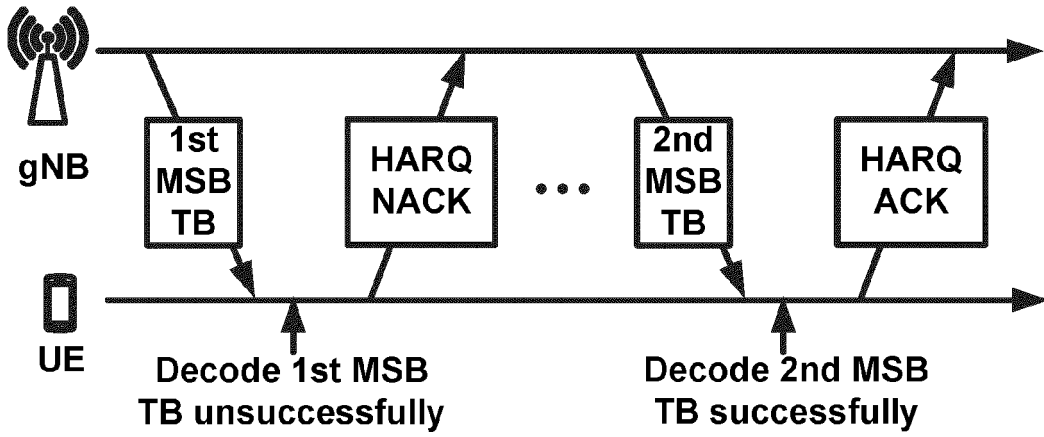 gNB
1st
MSB
TB
HARQ
NACK
...
2nd
MSB
TB
HARQ
ACK
UE
Decode 1st MSB
TB unsuccessfully
Decode 2nd MSB
TB successfully